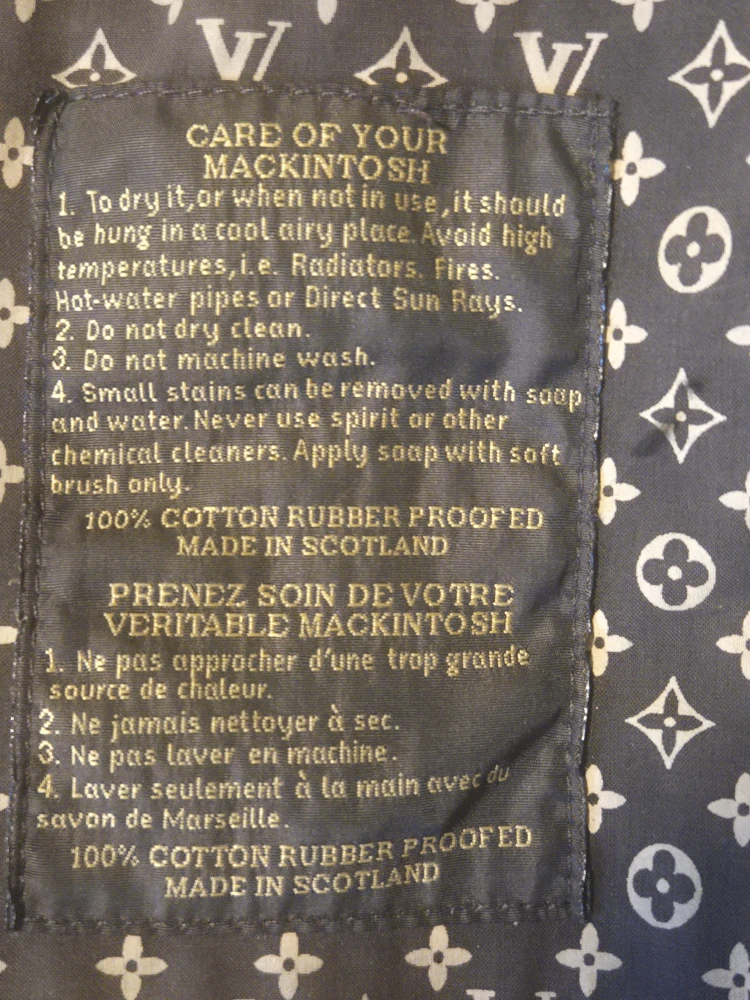 CARE OF YOUR
MACKINTOSH
1. To dry it, or when not in use, it should
be hung in a cool airy place. Avoid high
temperatures, i.e. Radiators. Fires.
Hot-water pipes or Direct Sun Rays.
2. Do not dry clean.
3. Do not machine wash.
4. Small stains can be removed with soap
and water. Never use spirit or other
chemical cleaners. Apply soap with soft
brush only.
100% COTTON RUBBER PROOFED
MADE IN SCOTLAND
PRENEZ SOIN DE VOTRE
VERITABLE MACKINTOSH
1. Ne pas approcher d'une trop grande
source de chaleur.
2. Ne jamais nettoyer à sec.
3. Ne pas laver en machine.
4. Laver seulement à la main avec du
savon de Marseille.
100% COTTON RUBBER PROOFED
MADE IN SCOTLAND